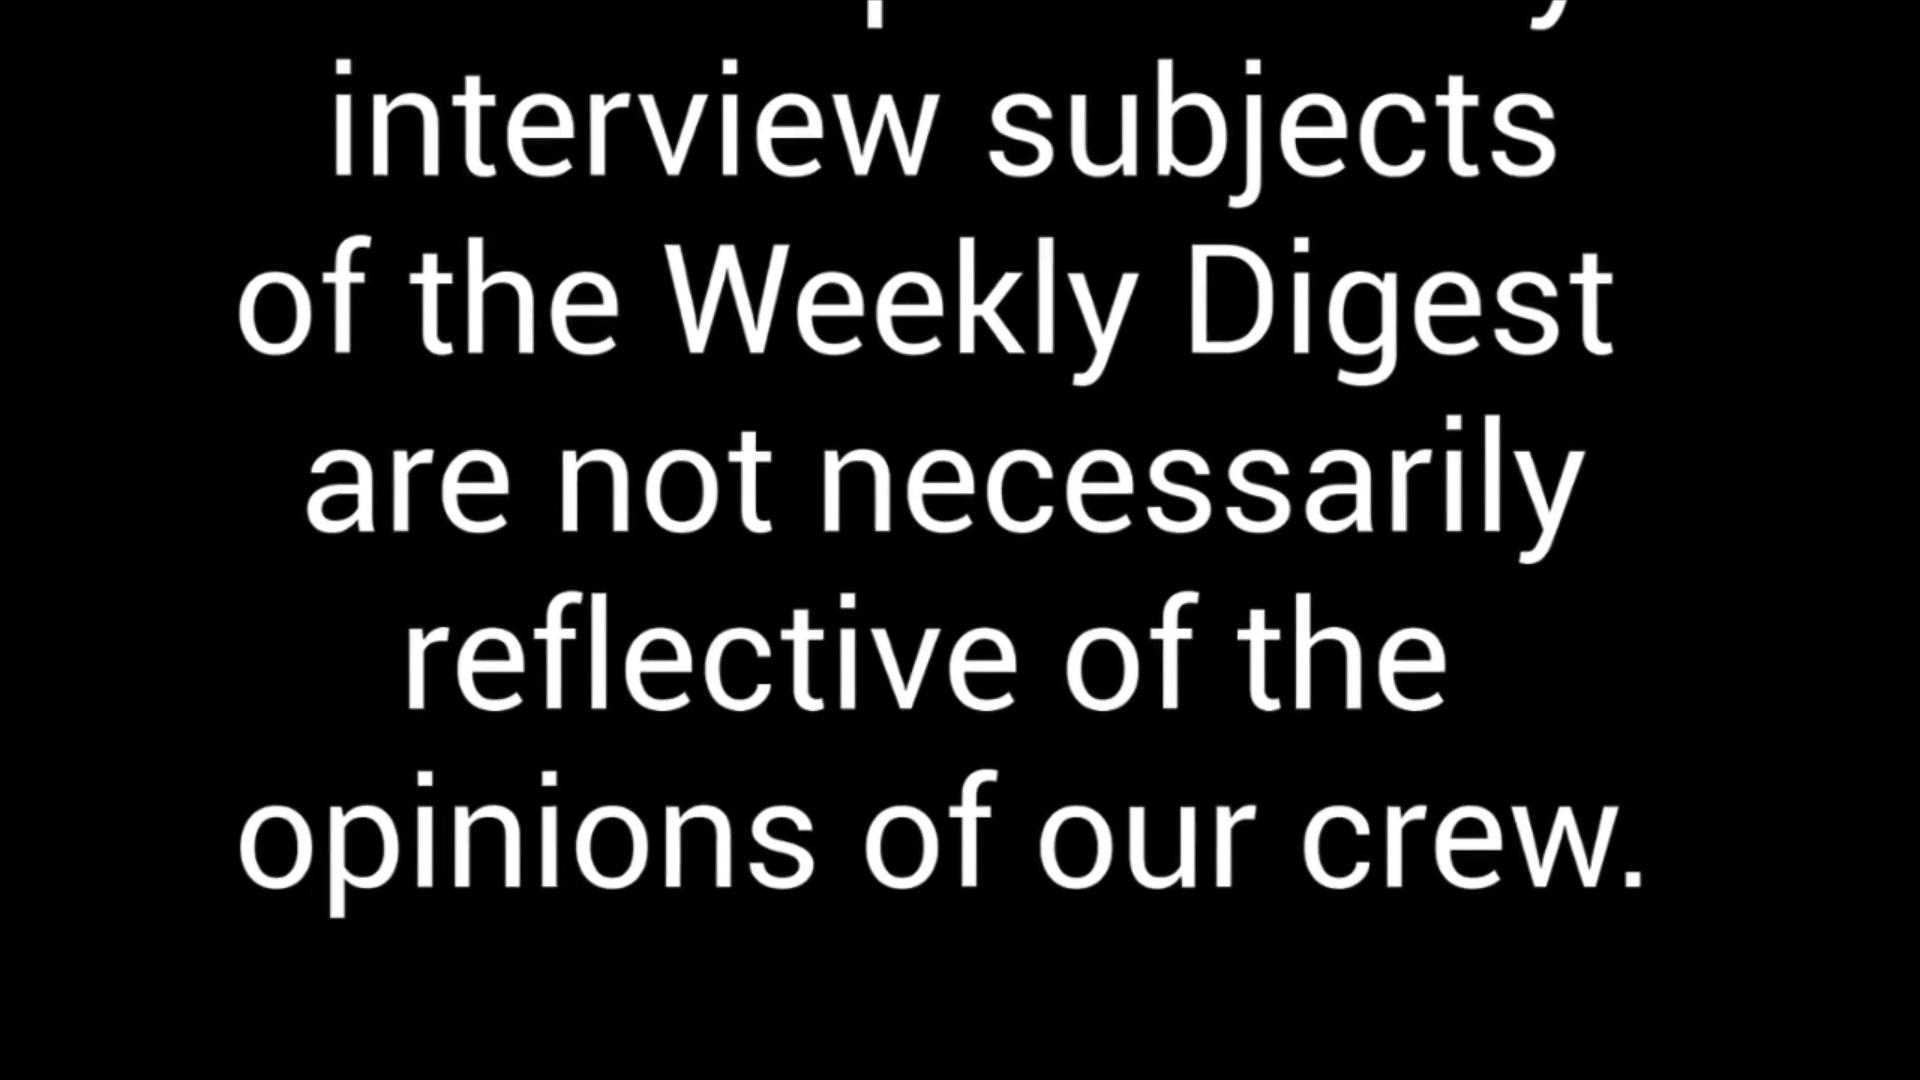 interview subjects
of the Weekly Digest
are not necessarily
reflective of the
opinions of our crew.